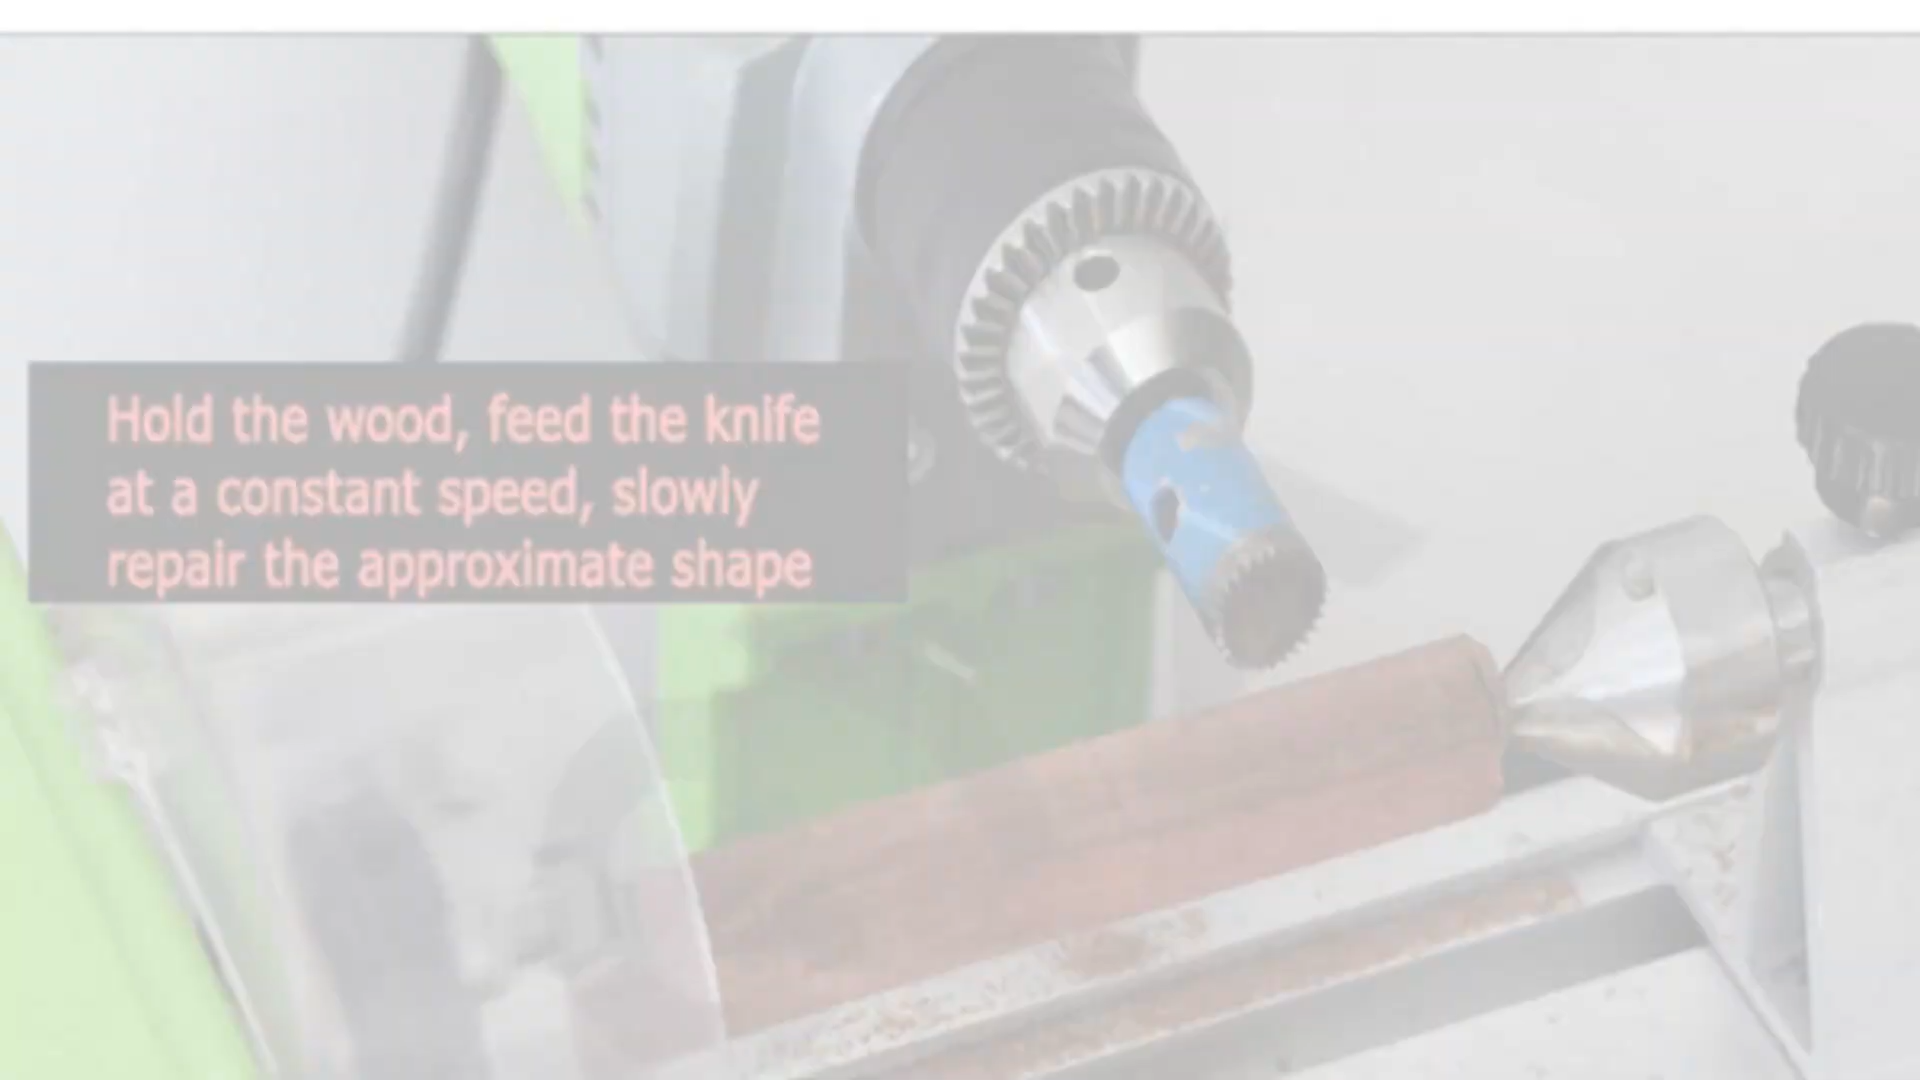 Hold the wood, feed the knife
at a constant speed, slowly
repair the approximate shape